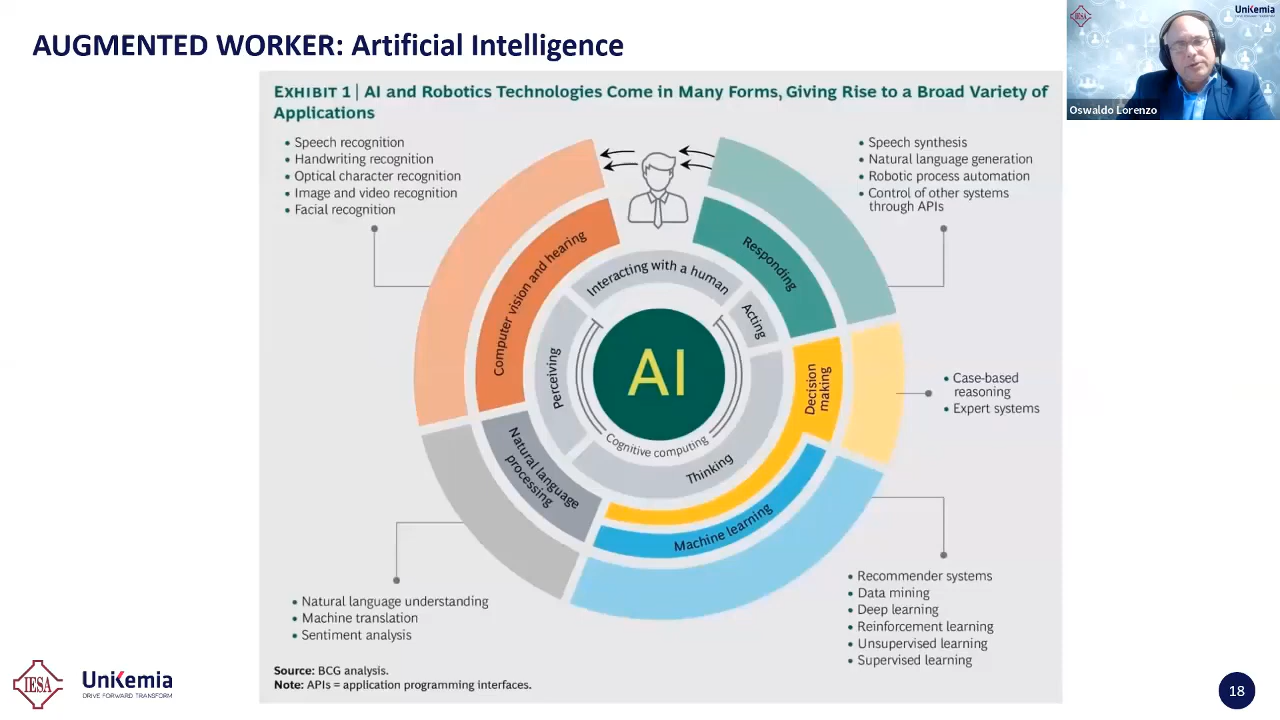 AUGMENTED WORKER: Artificial Intelligence
IESA
UniKemia
Oswaldo Lorenzo
EXHIBIT 1 | AI and Robotics Technologies Come in Many Forms, Giving Rise to a Broad Variety of
Applications
• Speech recognition
• Handwriting recognition
• Optical character recognition
• Image and video recognition
• Facial recognition
• Speech synthesis
• Natural language generation
• Robotic process automation
• Control of other systems
through APIs
Computer vision and hearing
Interacting with a human
Responding
Acting
Perceiving
AI
Decision
making
• Case-based
reasoning
• Expert systems
Cognitive computing
Thinking
Natural language
processing
Machine learning
• Natural language understanding
• Machine translation
• Sentiment analysis
• Recommender systems
• Data mining
• Deep learning
• Reinforcement learning
• Unsupervised learning
• Supervised learning
Source: BCG analysis.
Note: APIs = application programming interfaces.
IESA
UniKemia
DRIVE FORWARD TRANSFORM
18